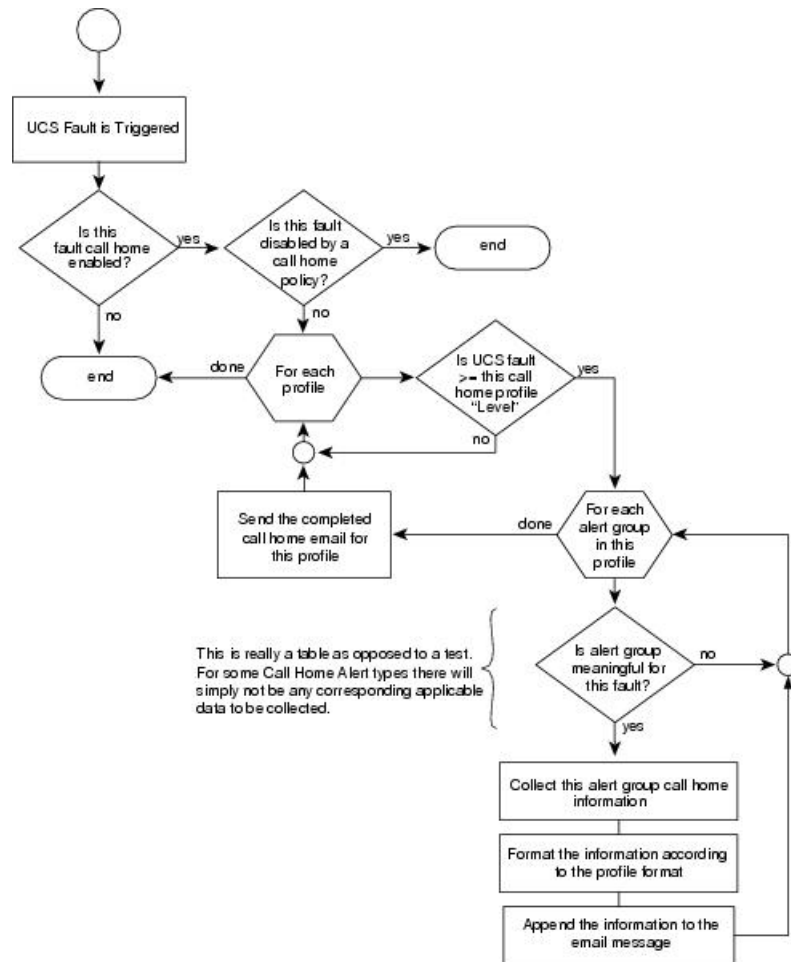 UCS Fault is Triggered
Is this
fault call home
enabled?
yes
Is this fault
disabled by a
call home
policy?
yes
end
no
no
end
done
For each
profile
Is UCS fault
>= this call
home profile
“Level”
yes
no
Send the completed
call home email for
this profile
done
For each
alert group
in this
profile
This is really a table as opposed to a test.
For some Call Home Alert types there will
simply not be any corresponding applicable
data to be collected.
Is alert group
meaningful for
this fault?
no
yes
Collect this alert group call home
information
Format the information according
to the profile format
Append the information to the
email message